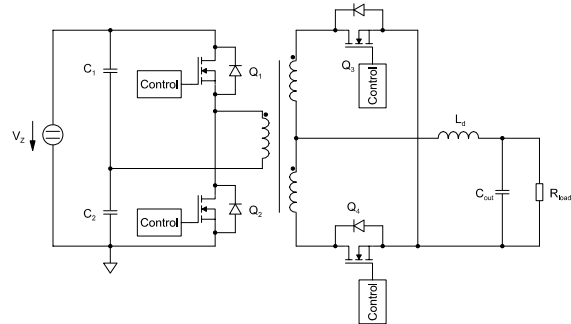 C1
Control
Q1
Q3
Control
VZ
Ld
C2
Control
Q2
Q4
Cout
Rload
Control